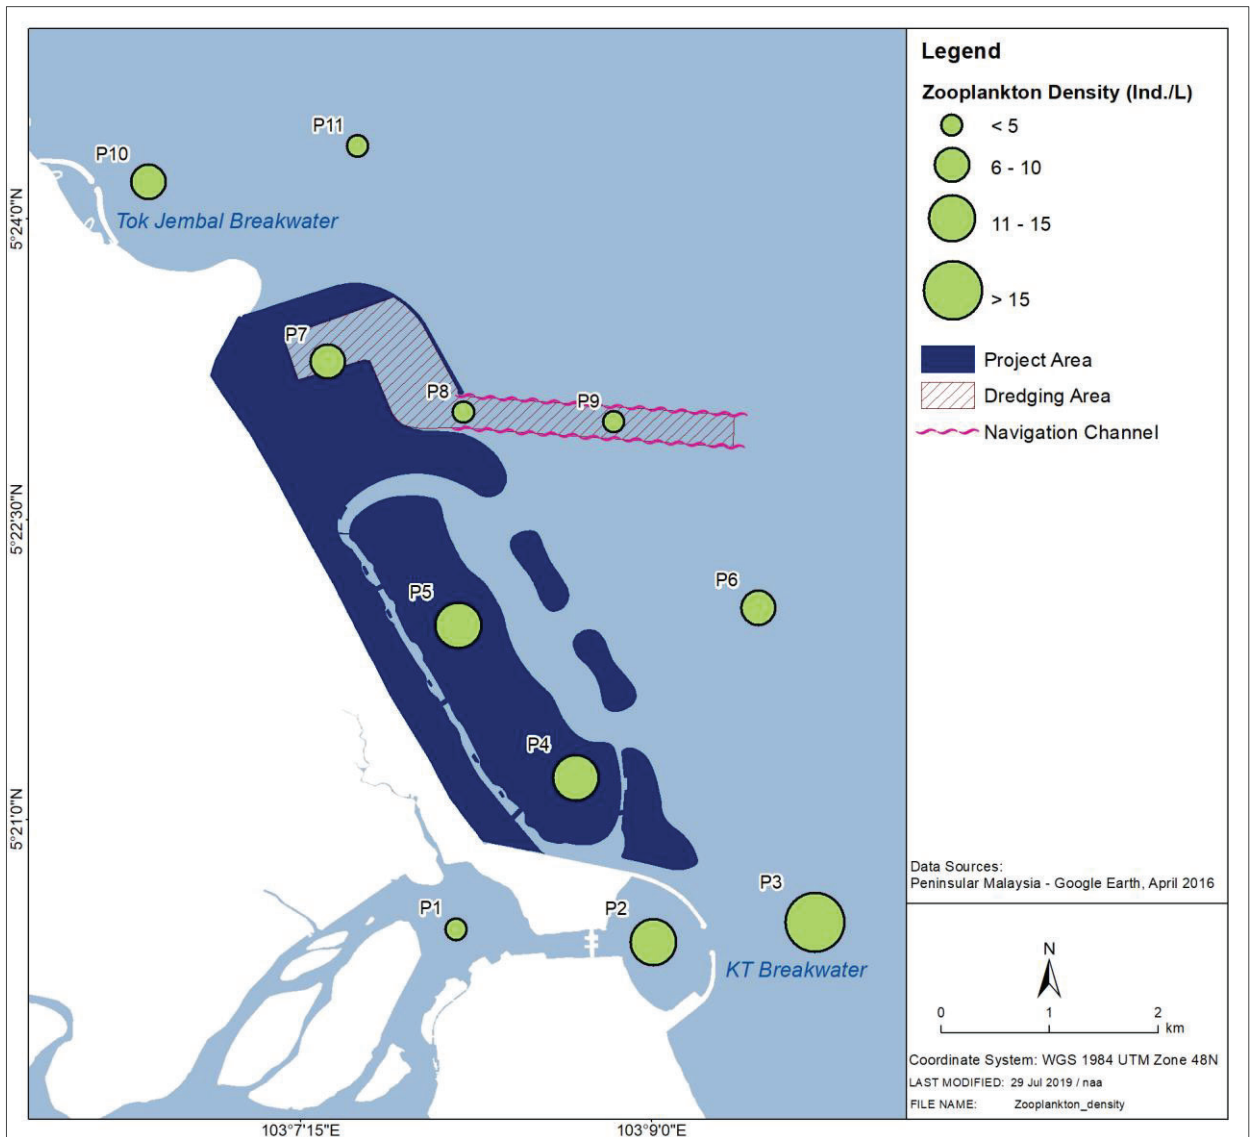 P11
P10
Tok Jembal Breakwater
P7
P8
P9
P6
P5
P4
P3
P1
P2
KT Breakwater
5°24'0"N
5°22'30"N
5°21'0"N
103°7'15"E
103°9'0"E
Legend
Zooplankton Density (Ind./L)
< 5
6 - 10
11 - 15
> 15
Project Area
Dredging Area
Navigation Channel
Data Sources:
Peninsular Malaysia - Google Earth, April 2016
N
0 1 2
km
Coordinate System: WGS 1984 UTM Zone 48N
LAST MODIFIED: 29 Jul 2019 / naa
FILE NAME: Zooplankton_density